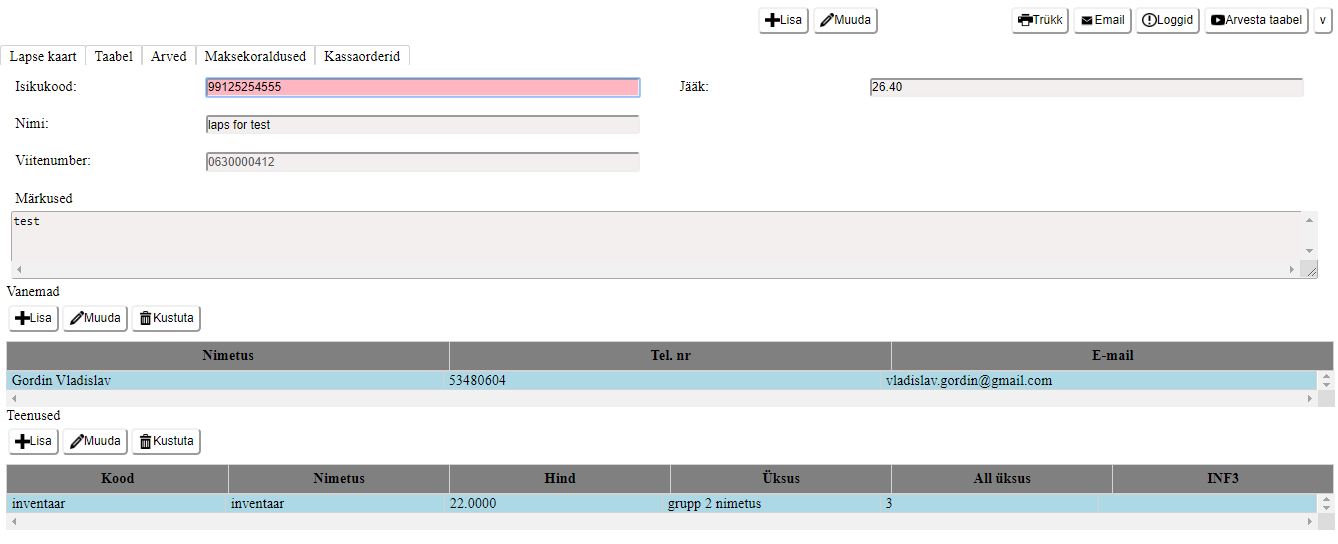 Lisa Muuda Trükk Email Loggid Arvesta taabel v
Lapse kaart Taabel Arved Maksekoraldused Kassaorderid
Isikukood: 99125254555 Jääk: 26.40
Nimi: laps for test
Viitenumber: 0630000412
Märkused
test
Vanemad
Lisa Muuda Kustuta
Nimetus Tel. nr E-mail
Gordin Vladislav 53480604 vladislav.gordin@gmail.com
Teenused
Lisa Muuda Kustuta
Kood Nimetus Hind Üksus All üksus INF3
inventaar inventaar 22.0000 grupp 2 nimetus 3